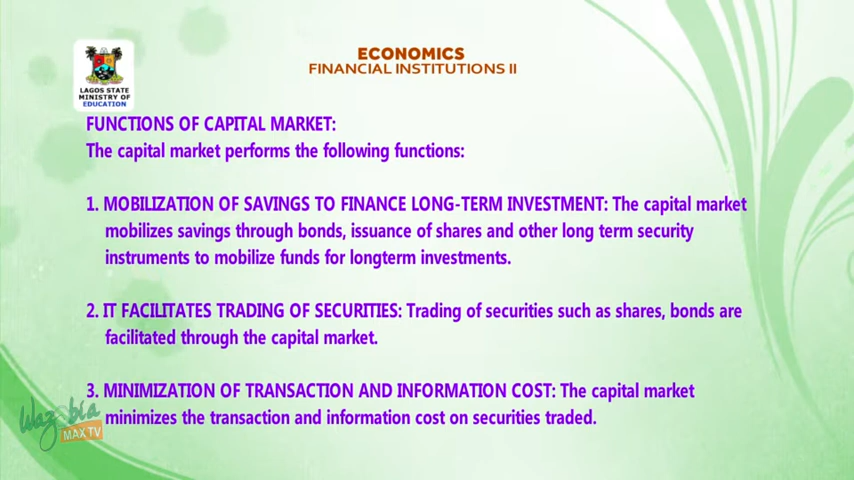 ECONOMICS
FINANCIAL INSTITUTIONS II
LAGOS STATE
MINISTRY OF
EDUCATION
FUNCTIONS OF CAPITAL MARKET:
The capital market performs the following functions:
1. MOBILIZATION OF SAVINGS TO FINANCE LONG-TERM INVESTMENT: The capital market
mobilizes savings through bonds, issuance of shares and other long term security
instruments to mobilize funds for longterm investments.
2. IT FACILITATES TRADING OF SECURITIES: Trading of securities such as shares, bonds are
facilitated through the capital market.
3. MINIMIZATION OF TRANSACTION AND INFORMATION COST: The capital market
minimizes the transaction and information cost on securities traded.
Wazobia
MAX TV